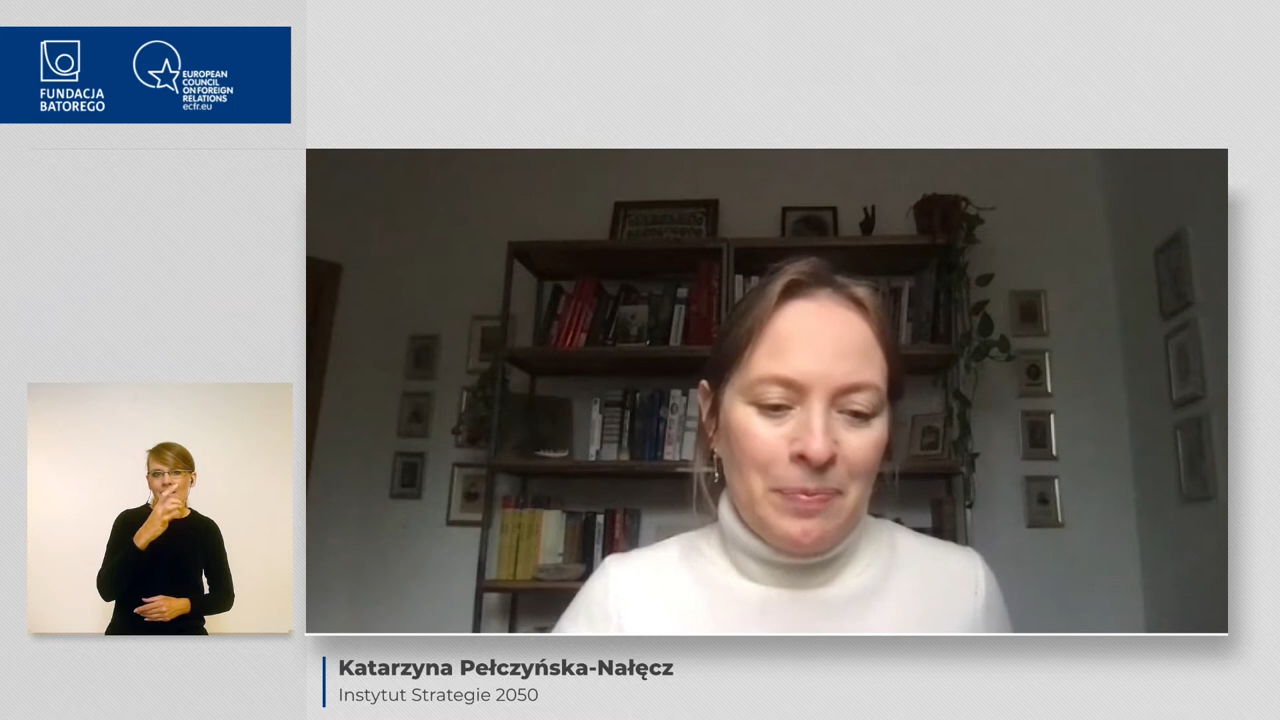 FUNDACJA
BATOREGO
EUROPEAN
COUNCIL
ON FOREIGN
RELATIONS
ecfr.eu
Katarzyna Pełczyńska-Nałęcz
Instytut Strategie 2050